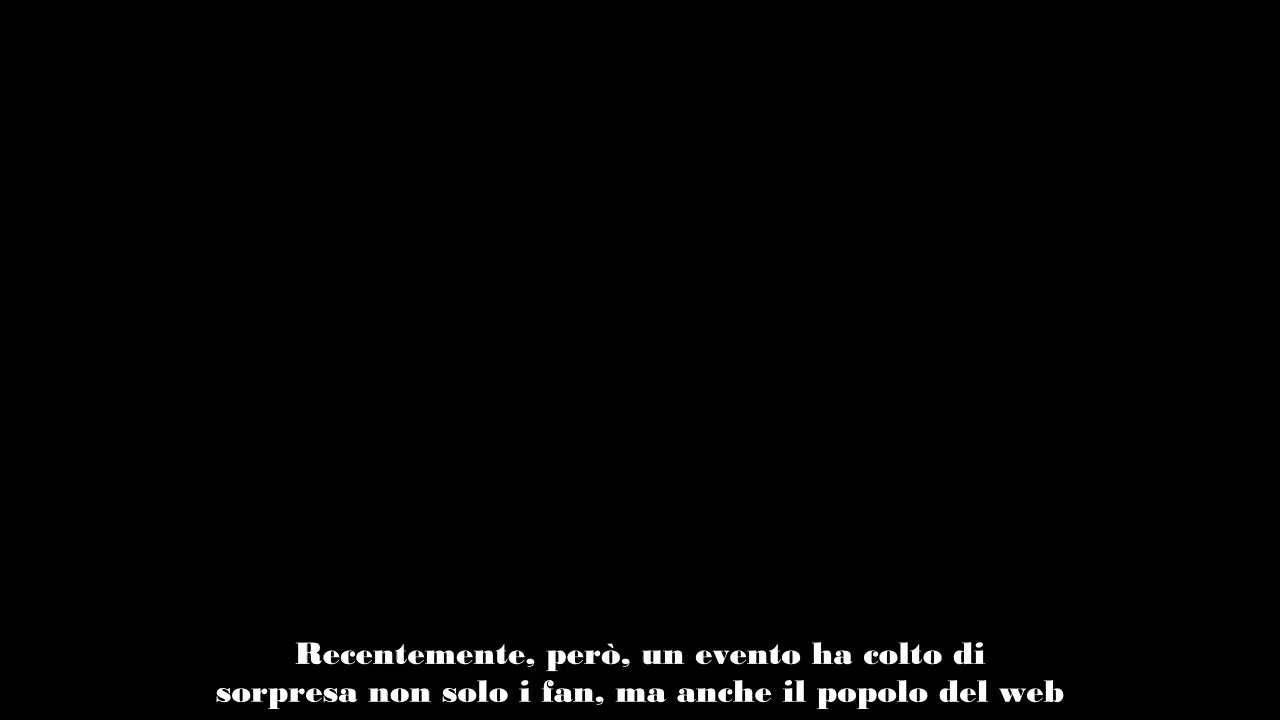 Recentemente, però, un evento ha colto di
sorpresa non solo i fan, ma anche il popolo del web